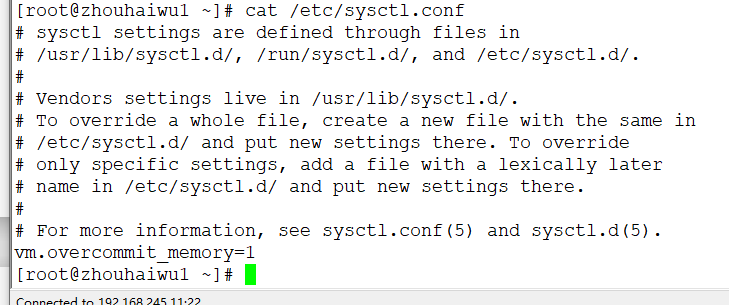 [root@zhouhaiwu1 ~]# cat /etc/sysctl.conf
# sysctl settings are defined through files in
# /usr/lib/sysctl.d/, /run/sysctl.d/, and /etc/sysctl.d/.
#
# Vendors settings live in /usr/lib/sysctl.d/.
# To override a whole file, create a new file with the same in
# /etc/sysctl.d/ and put new settings there. To override
# only specific settings, add a file with a lexically later
# name in /etc/sysctl.d/ and put new settings there.
#
# For more information, see sysctl.conf(5) and sysctl.d(5).
vm.overcommit_memory=1
[root@zhouhaiwu1 ~]#
Connected to 192.168.245.11:22